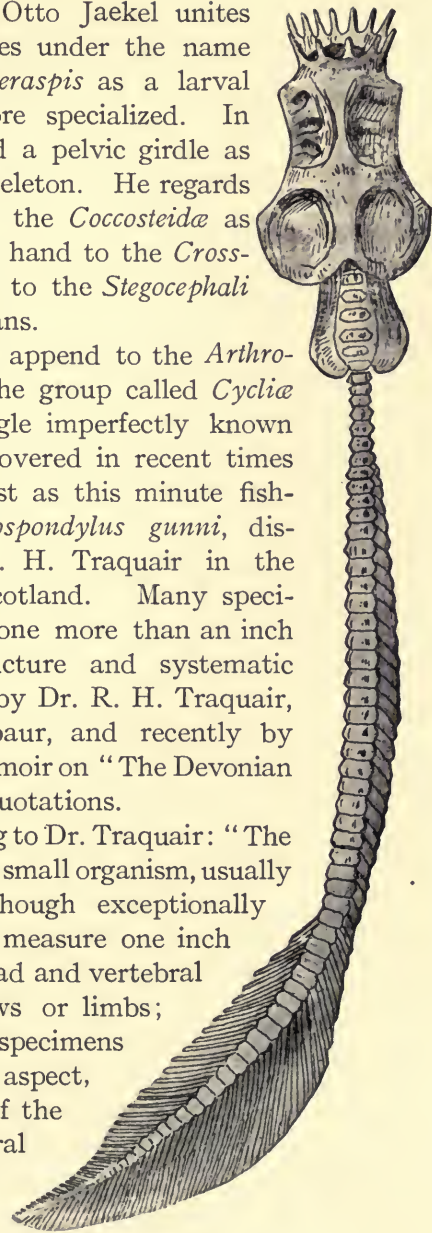 Otto Jaekel unites
es under the name
eraspis as a larval
re specialized. In
d a pelvic girdle as
eleton. He regards
the Coccosteidæ as
hand to the Cross-
to the Stegocephali
ans.
append to the Arthro-
he group called Cycliæ
gle imperfectly known
overed in recent times
st as this minute fish-
ospondylus gunni, dis-
. H. Traquair in the
cotland. Many speci-
one more than an inch
cture and systematic
by Dr. R. H. Traquair,
baur, and recently by
moir on "The Devonian
uotations.
g to Dr. Traquair: "The
small organism, usually
hough exceptionally
measure one inch
ad and vertebral
ws or limbs;
specimens
aspect,
f the
ral